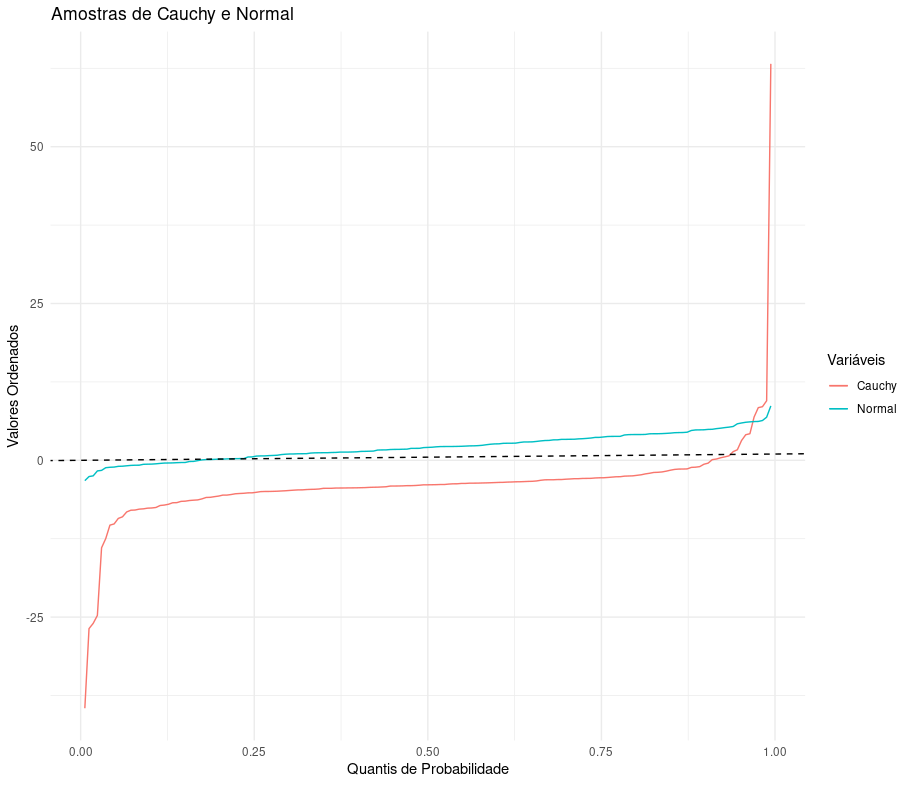 Amostras de Cauchy e Normal
50
25
0
-25
Valores Ordenados
0.00
0.25
0.50
0.75
1.00
Quantis de Probabilidade
Variáveis
Cauchy
Normal